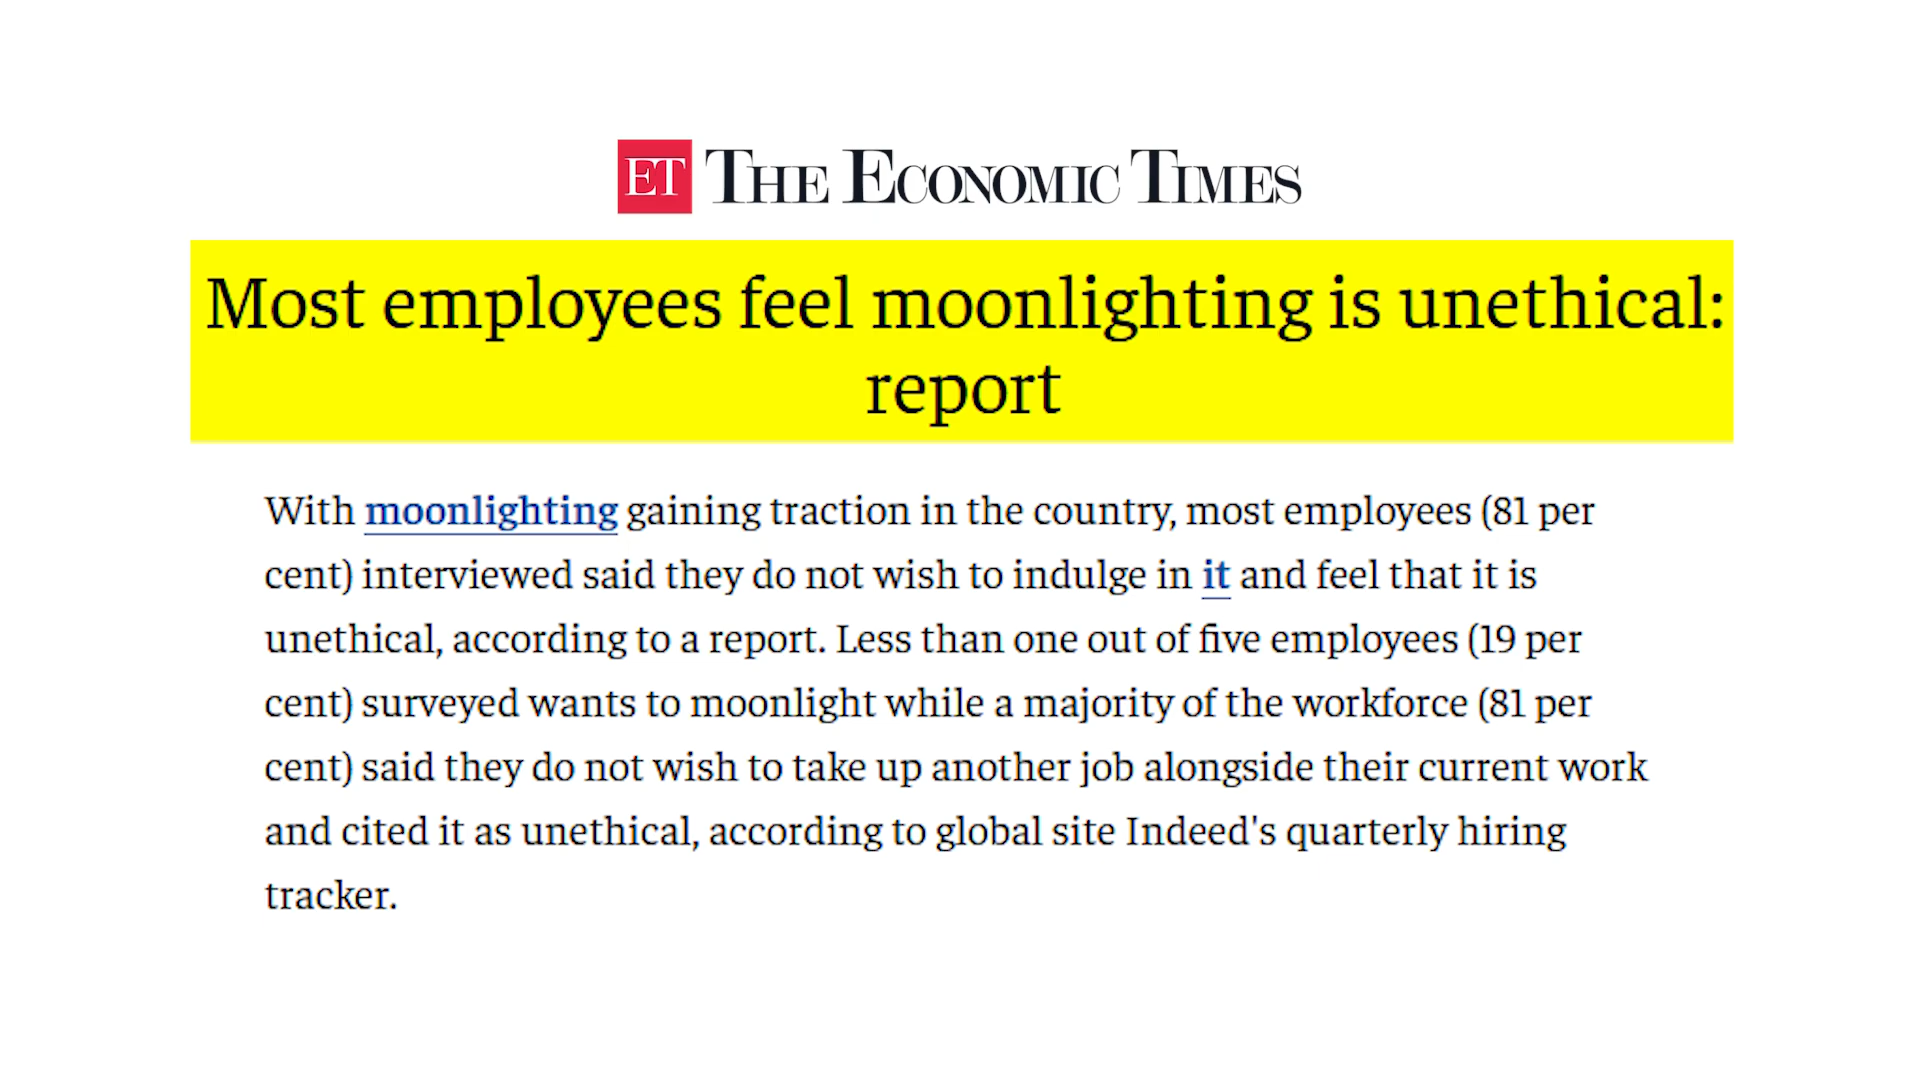 ET THE ECONOMIC TIMES
Most employees feel moonlighting is unethical:
report
With moonlighting gaining traction in the country, most employees (81 per
cent) interviewed said they do not wish to indulge in it and feel that it is
unethical, according to a report. Less than one out of five employees (19 per
cent) surveyed wants to moonlight while a majority of the workforce (81 per
cent) said they do not wish to take up another job alongside their current work
and cited it as unethical, according to global site Indeed's quarterly hiring
tracker.